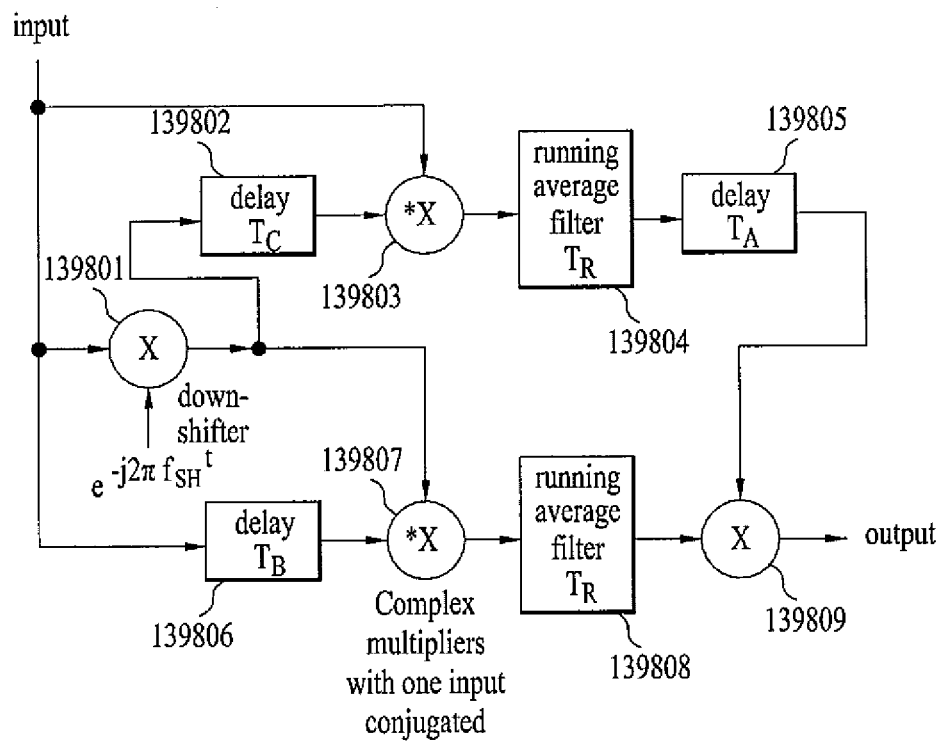 input
139802
delay
T_C
*X
139803
running
average
filter
T_R
139804
139805
delay
T_A
139801
X
down-
shifter
e^-j2π f_SH t
139807
delay
T_B
139806
*X
Complex
multipliers
with one input
conjugated
running
average
filter
T_R
139808
X
139809
output